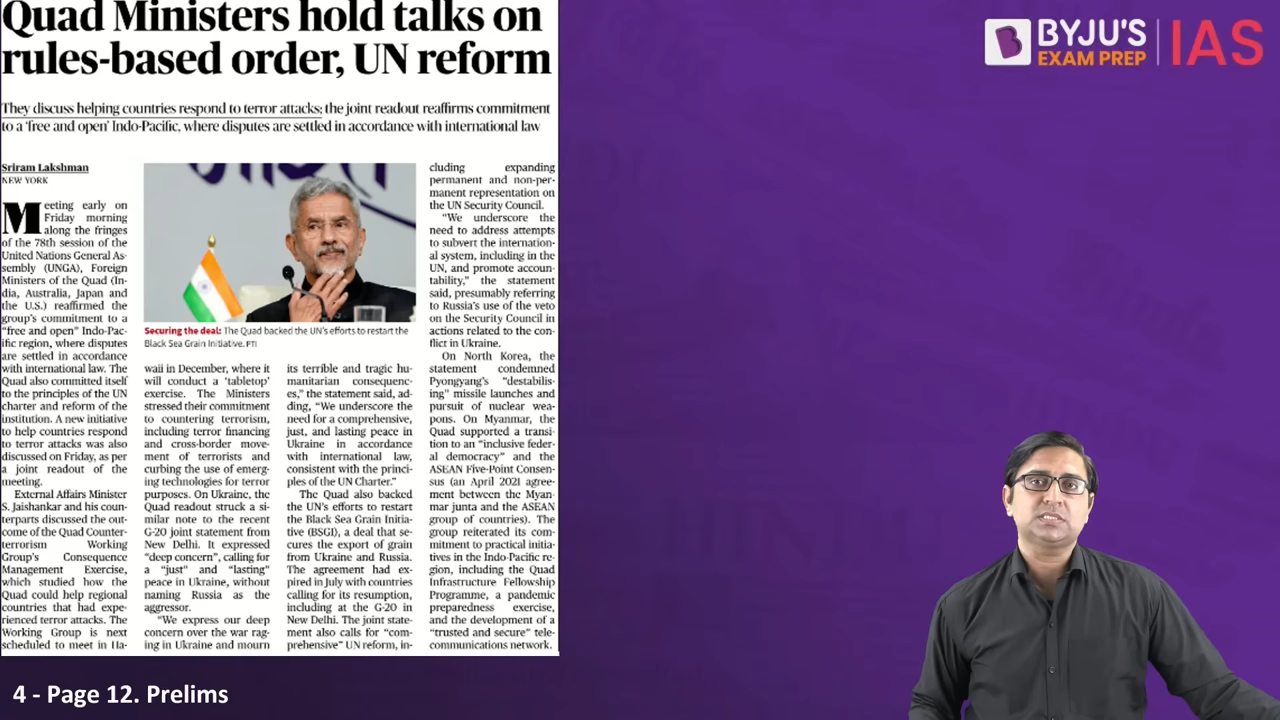 Quad Ministers hold talks on
rules-based order, UN reform
They discuss helping countries respond to terror attacks; the joint readout reaffirms commitment
to a 'free and open' Indo-Pacific, where disputes are settled in accordance with international law
Sriram Lakshman
NEW YORK
Meeting early on
Friday morning
along the fringes
of the 78th session of the
United Nations General As-
sembly (UNGA), Foreign
Ministers of the Quad (In-
dia, Australia, Japan and
the U.S.) reaffirmed the
group's commitment to a
"free and open" Indo-Pac-
ific region, where disputes
are settled in accordance
with international law. The
Quad also committed itself
to the principles of the UN
charter and reform of the
institution. A new initiative
to help countries respond
to terror attacks was also
discussed on Friday, as per
a joint readout of the
meeting.
External Affairs Minister
S. Jaishankar and his coun-
terparts discussed the out-
come of the Quad Counter-
terrorism Working
Group's Consequence
Management Exercise,
which studied how the
Quad could help regional
countries that had expe-
rienced terror attacks. The
Working Group is next
scheduled to meet in Ha-
Securing the deal: The Quad backed the UN's efforts to restart the
Black Sea Grain Initiative. PTI
waii in December, where it
will conduct a 'tabletop'
exercise. The Ministers
stressed their commitment
to countering terrorism,
including terror financing
and cross-border move-
ment of terrorists and
curbing the use of emerg-
ing technologies for terror
purposes. On Ukraine, the
Quad readout struck a si-
milar note to the recent
G-20 joint statement from
New Delhi. It expressed
"deep concern", calling for
a "just" and "lasting"
peace in Ukraine, without
naming Russia as the
aggressor.
"We express our deep
concern over the war rag-
ing in Ukraine and mourn
its terrible and tragic hu-
manitarian consequenc-
es," the statement said, ad-
ding, "We underscore the
need for a comprehensive,
just, and lasting peace in
Ukraine in accordance
with international law,
consistent with the princi-
ples of the UN Charter."
The Quad also backed
the UN's efforts to restart
the Black Sea Grain Initia-
tive (BSGI), a deal that se-
cures the export of grain
from Ukraine and Russia.
The agreement had ex-
pired in July with countries
calling for its resumption,
including at the G-20 in
New Delhi. The joint state-
ment also calls for "com-
prehensive" UN reform, in-
cluding expanding
permanent and non-per-
manent representation on
the UN Security Council.
"We underscore the
need to address attempts
to subvert the internation-
al system, including in the
UN, and promote accoun-
tability," the statement
said, presumably referring
to Russia's use of the veto
on the Security Council in
actions related to the con-
flict in Ukraine.
On North Korea, the
statement condemned
Pyongyang's "destabilis-
ing" missile launches and
pursuit of nuclear wea-
pons. On Myanmar, the
Quad supported a transi-
tion to an "inclusive feder-
al democracy" and the
ASEAN Five-Point Consen-
sus (an April 2021 agree-
ment between the Myan-
mar junta and the ASEAN
group of countries). The
group reiterated its com-
mitment to practical initia-
tives in the Indo-Pacific re-
gion, including the Quad
Infrastructure Fellowship
Programme, a pandemic
preparedness exercise,
and the development of a
"trusted and secure" tele-
communications network.
BYJU'S
EXAM PREP
IAS
4 - Page 12. Prelims